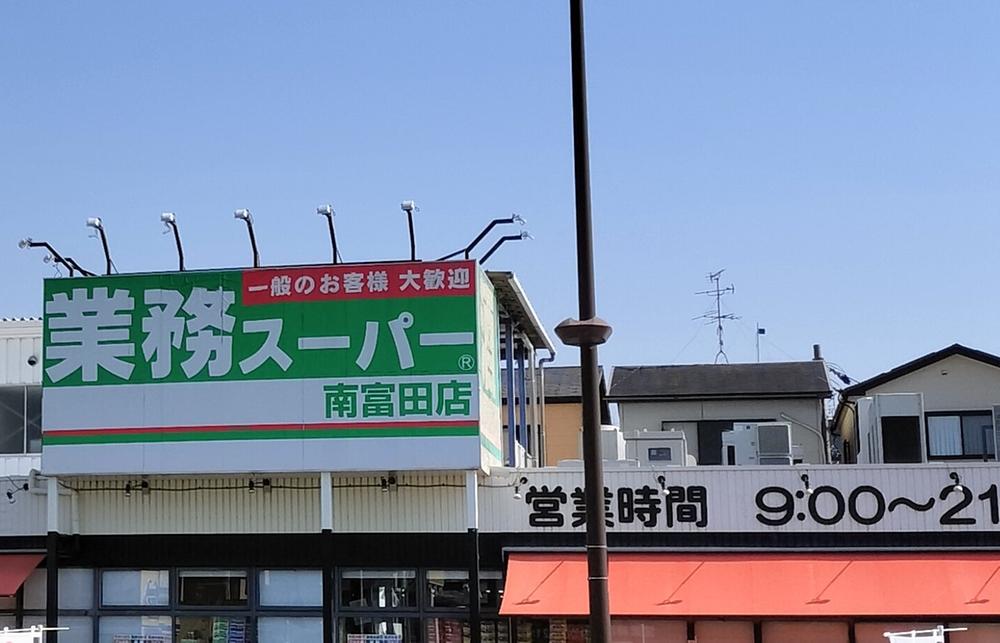 一般のお客様 大歓迎
業務スーパー®
南富田店
営業時間 9:00～21